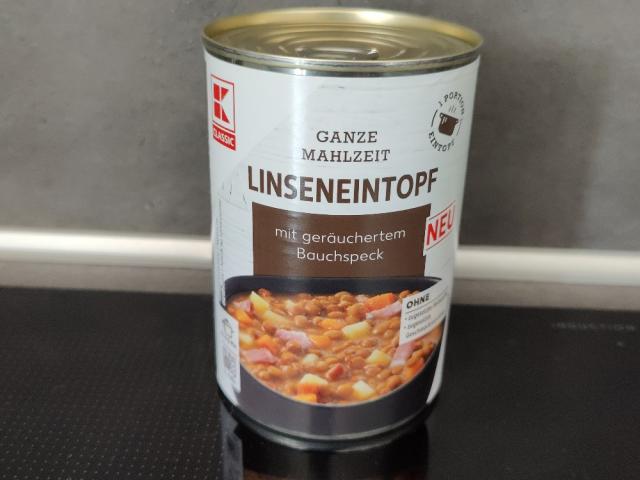 K
CLASSIC
1 PORTION
EINTOPF
GANZE
MAHLZEIT
LINSENEINTOPF
mit geräuchertem
Bauchspeck
NEU
OHNE
INDUCTION